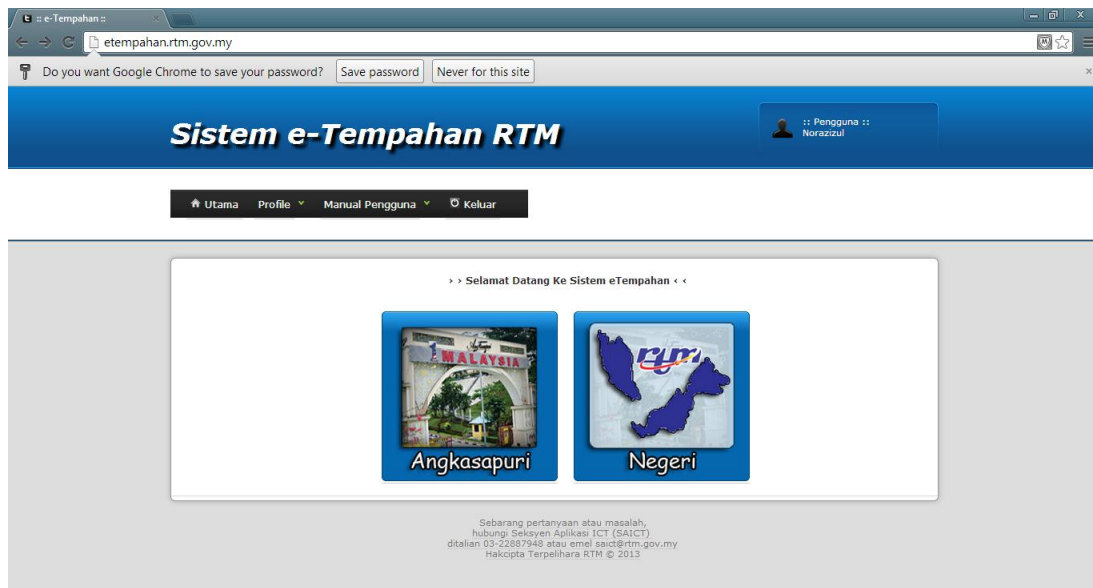 :: e-Tempahan ::
etempahan.rtm.gov.my
Do you want Google Chrome to save your password? Save password Never for this site
Sistem e-Tempahan RTM
:: Pengguna ::
Norazizul
Utama Profile Manual Pengguna Keluar
› › Selamat Datang Ke Sistem eTempahan ‹ ‹
1 MALAYSIA
rtm
Angkasapuri
Negeri
Sebarang pertanyaan atau masalah,
hubungi Seksyen Aplikasi ICT (SAICT)
ditalian 03-22887948 atau emel saict@rtm.gov.my
Hakcipta Terpelihara RTM © 2013